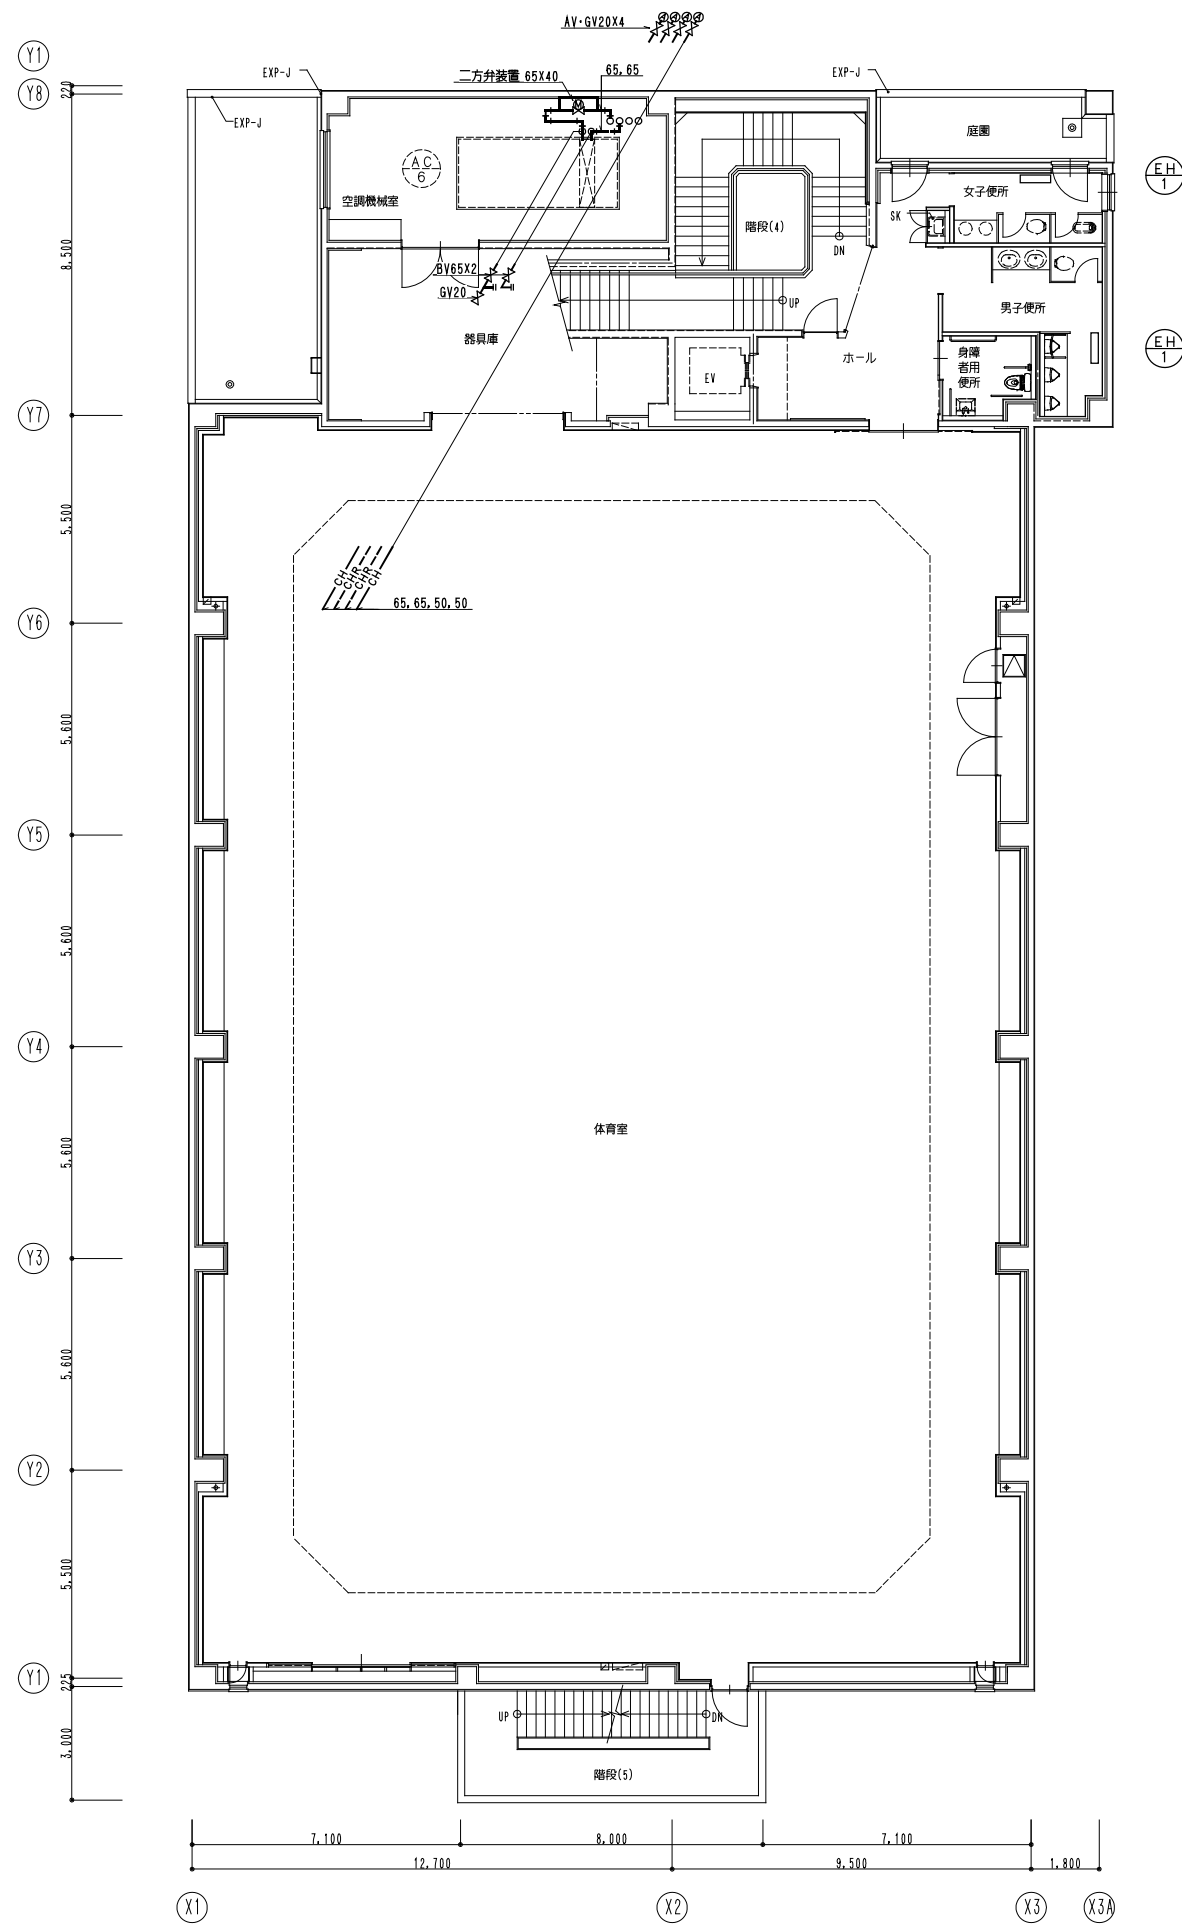 AV・GV20X4
Y1
EXP-J
二方弁装置 65X40
65,65
EXP-J
220
Y8
EXP-J
庭園
AC
6
EH
1
空調機械室
女子便所
SK
階段(4)
8,500
DN
BV65X2
GV20
UP
男子便所
器具庫
ホール
EH
1
身障
者用
便所
EV
Y7
5,500
CH
CHR
CHR
CH
65,65,50,50
Y6
5,600
Y5
5,600
Y4
体育室
5,600
Y3
5,600
Y2
5,500
Y1
225
UP
DN
3,000
階段(5)
7,100
8,000
7,100
12,700
9,500
1,800
X1
X2
X3
X3A